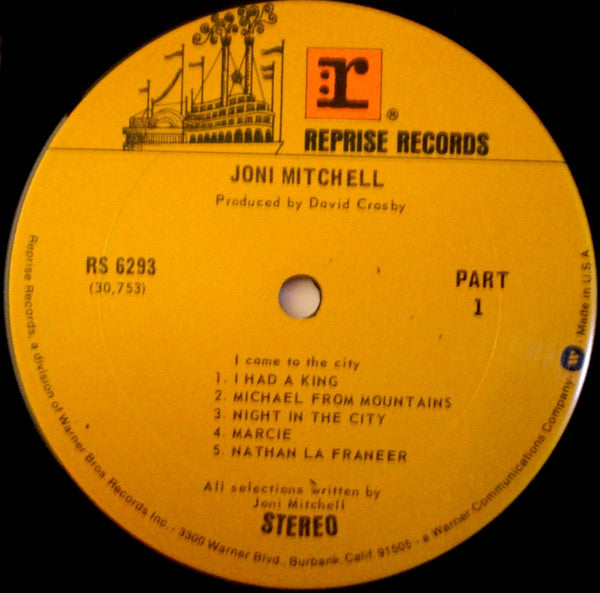 r
®
REPRISE RECORDS
JONI MITCHELL
Produced by David Crosby
RS 6293
(30,753)
PART
1
I came to the city
1. I HAD A KING
2. MICHAEL FROM MOUNTAINS
3. NIGHT IN THE CITY
4. MARCIE
5. NATHAN LA FRANEER
All selections written by
Joni Mitchell
STEREO
Reprise Records, a division of Warner Bros Records Inc. - 3300 Warner Blvd., Burbank, Calif. 91505 - a Warner Communications Company - Made in U.S.A.